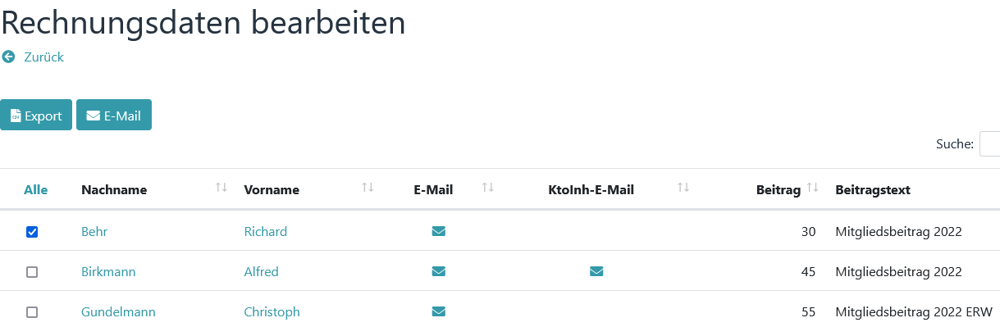 Rechnungsdaten bearbeiten
Zurück
Export E-Mail
Suche:
Alle Nachname Vorname E-Mail KtoInh-E-Mail Beitrag Beitragstext
Behr Richard 30 Mitgliedsbeitrag 2022
Birkmann Alfred 45 Mitgliedsbeitrag 2022
Gundelmann Christoph 55 Mitgliedsbeitrag 2022 ERW